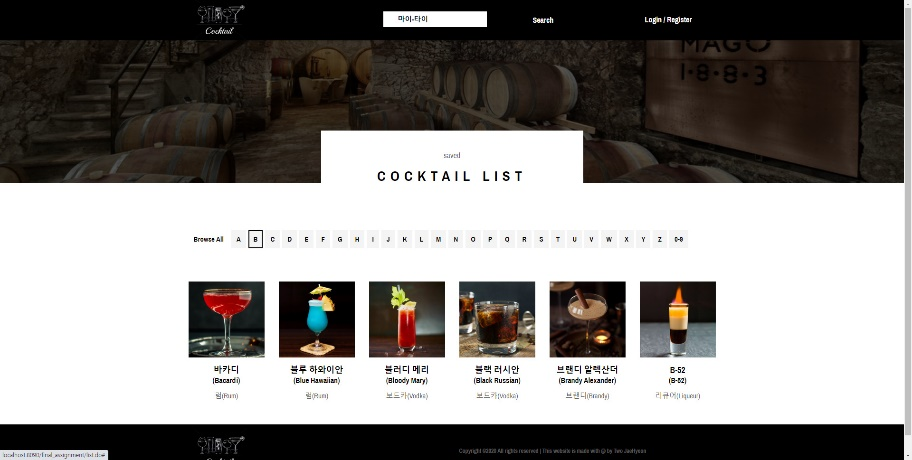 Cocktail
마이-타이
Search
Login / Register
MAGO
1·8·8·3
saved
COCKTAIL LIST
Browse All A B C D E F G H I J K L M N O P Q R S T U V W X Y Z 0-9
바카디
(Bacardi)
럼(Rum)
블루 하와이안
(Blue Hawaiian)
럼(Rum)
블러디 메리
(Bloody Mary)
보드카(Vodka)
블랙 러시안
(Black Russian)
보드카(Vodka)
브랜디 알렉산더
(Brandy Alexander)
브랜디(Brandy)
B-52
(B-52)
리큐어(Liqueur)
Copyright ©2020 All rights reserved | This website is made with by Two JaeHyeon
localhost:8090/final_assignment/list.do#